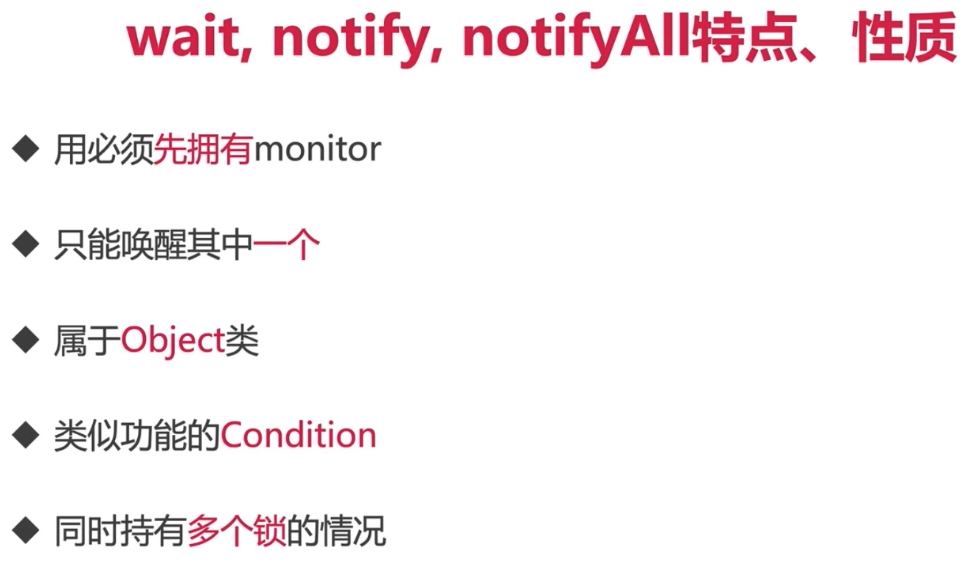 wait, notify, notifyAll特点、性质
◆ 用必须先拥有monitor
◆ 只能唤醒其中一个
◆ 属于Object类
◆ 类似功能的Condition
◆ 同时持有多个锁的情况